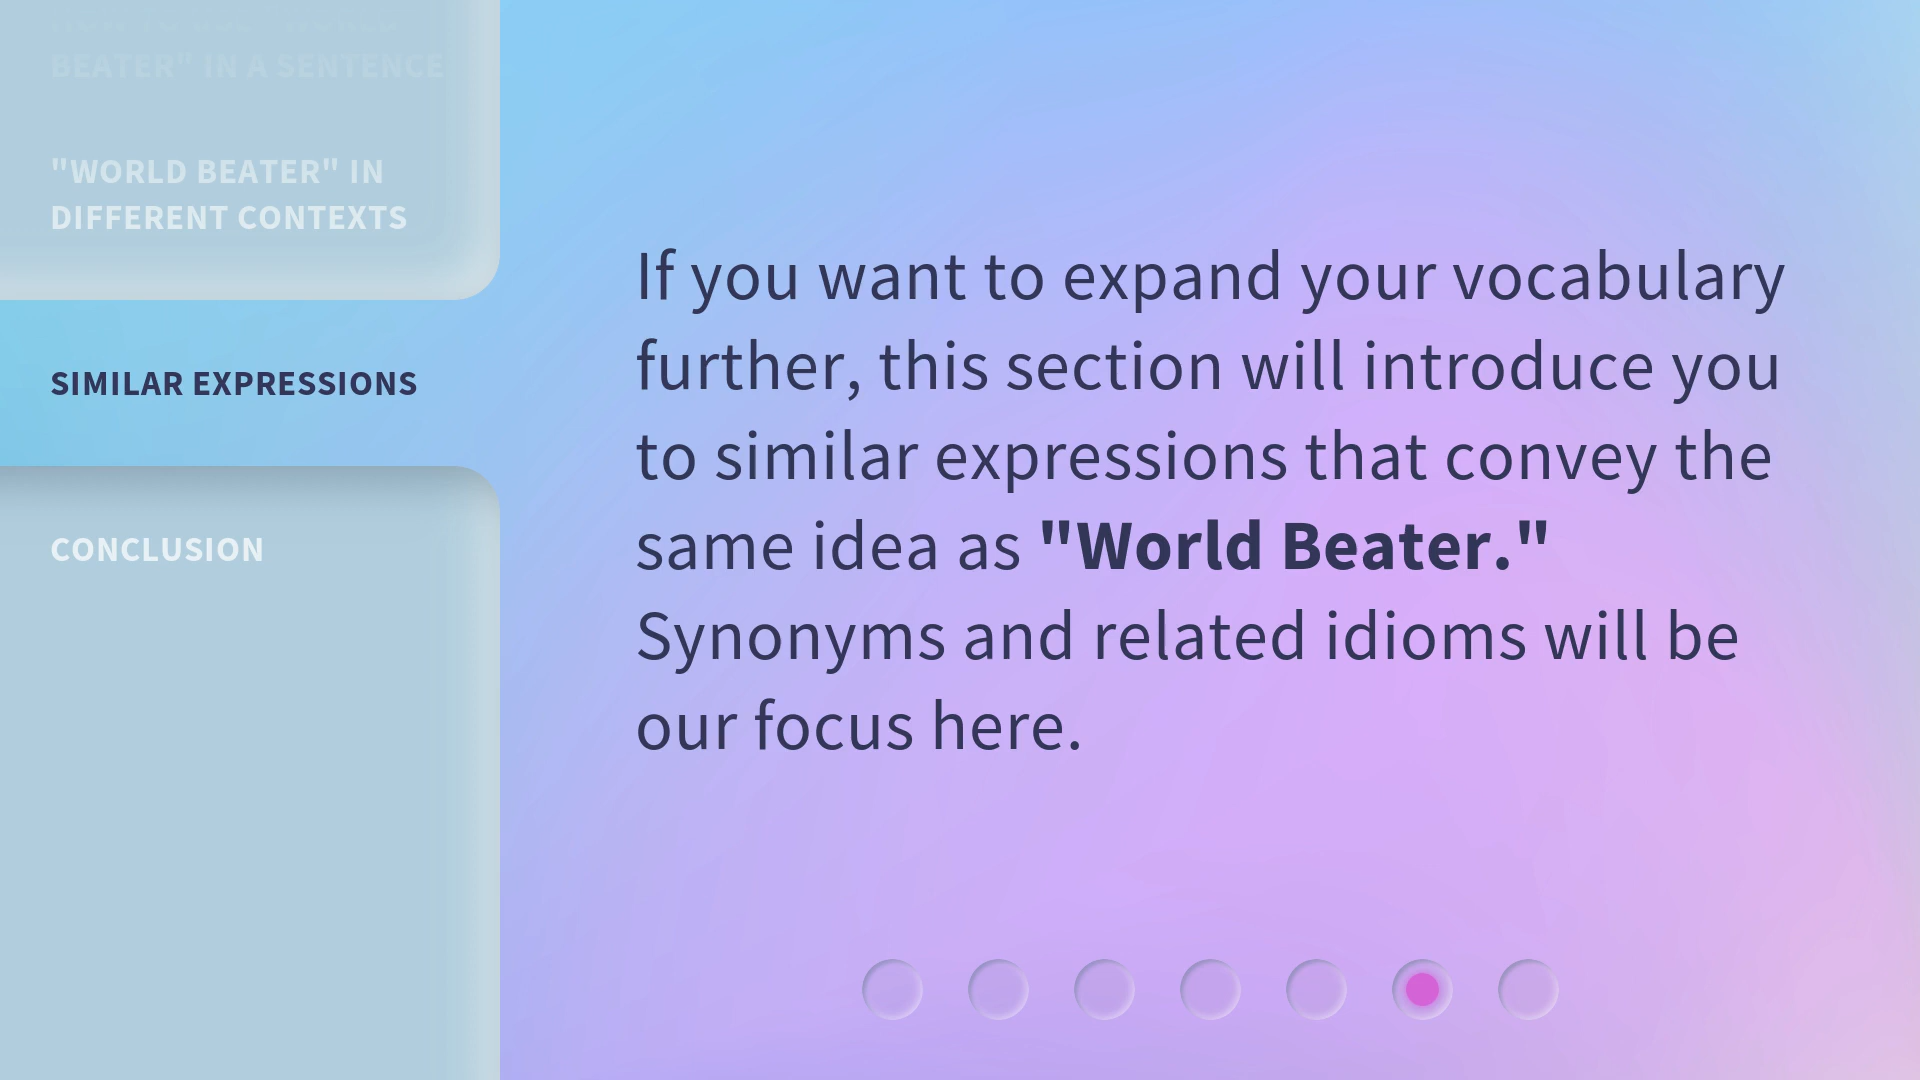 BEATER" IN A SENTENCE
"WORLD BEATER" IN
DIFFERENT CONTEXTS
SIMILAR EXPRESSIONS
CONCLUSION
If you want to expand your vocabulary
further, this section will introduce you
to similar expressions that convey the
same idea as "World Beater."
Synonyms and related idioms will be
our focus here.